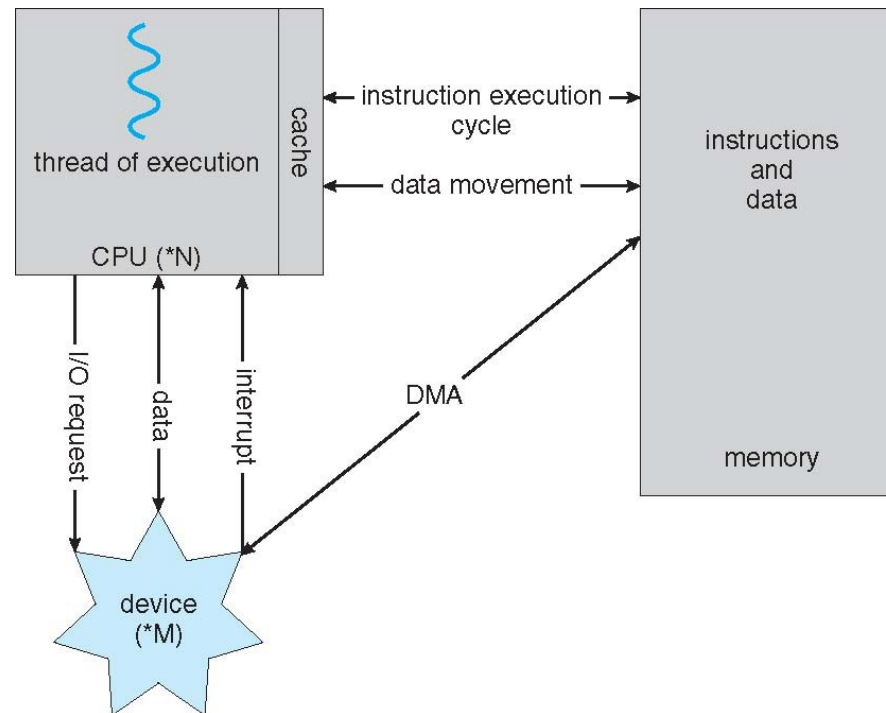 thread of execution
cache
CPU (*N)
instruction execution
cycle
data movement
instructions
and
data
memory
I/O request
data
interrupt
DMA
device
(*M)